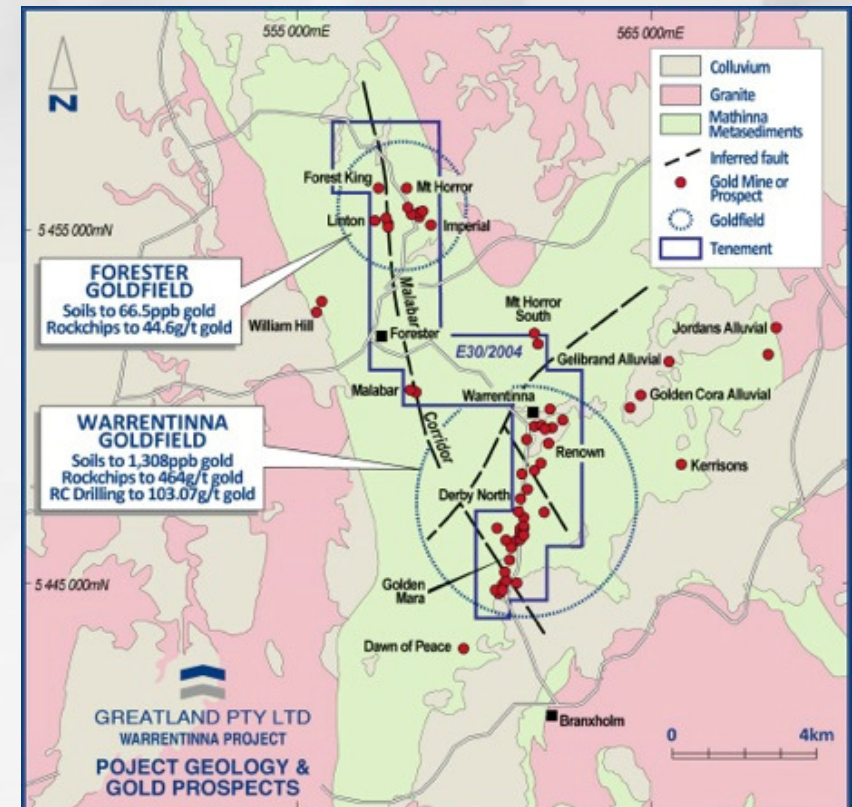 555 000mE
565 000mE
N
Colluvium
Granite
Mathinna
Metasediments
Inferred fault
Gold Mine or
Prospect
Goldfield
Tenement
Forest King
Mt Horror
Linton
Imperial
5 455 000mN
FORESTER
GOLDFIELD
Soils to 66.5ppb gold
Rockchips to 44.6g/t gold
William Hill
Malabar
Corridor
Forester
Mt Horror
South
Jordans Alluvial
E30/2004
Gelibrand Alluvial
Malabar
Warrentinna
Golden Cora Alluvial
WARRENTINNA
GOLDFIELD
Soils to 1,308ppb gold
Rockchips to 464g/t gold
RC Drilling to 103.07g/t gold
Renown
Kerrisons
Derby North
5 445 000mN
Golden
Mara
Dawn of Peace
GREATLAND PTY LTD
WARRENTINNA PROJECT
POJECT GEOLOGY &
GOLD PROSPECTS
Branxholm
0 4km